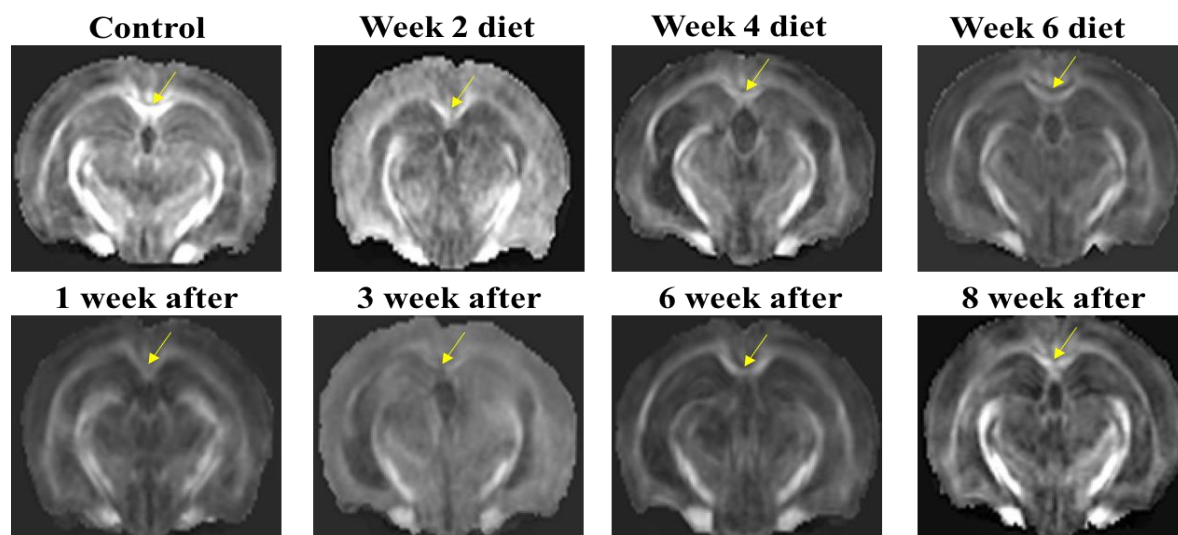 Control
Week 2 diet
Week 4 diet
Week 6 diet
1 week after
3 week after
6 week after
8 week after